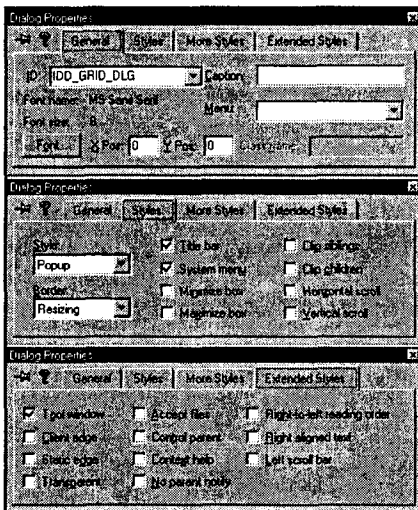 Dialog Properties
General Styles More Styles Extended Styles
ID: IDD_GRID_DLG Caption:
Font name: MS Sans Serif
Menu:
Font size: 8
Font... X Pos: 0 Y Pos: 0 Class name:
Dialog Properties
General Styles More Styles Extended Styles
Style: Title bar Clip siblings
Popup System menu Clip children
Border: Minimize box Horizontal scroll
Resizing Maximize box Vertical scroll
Dialog Properties
General Styles More Styles Extended Styles
Tool window Accept files Right-to-left reading order
Client edge Control parent Right aligned text
Static edge Context help Left scroll bar
Transparent No parent notify